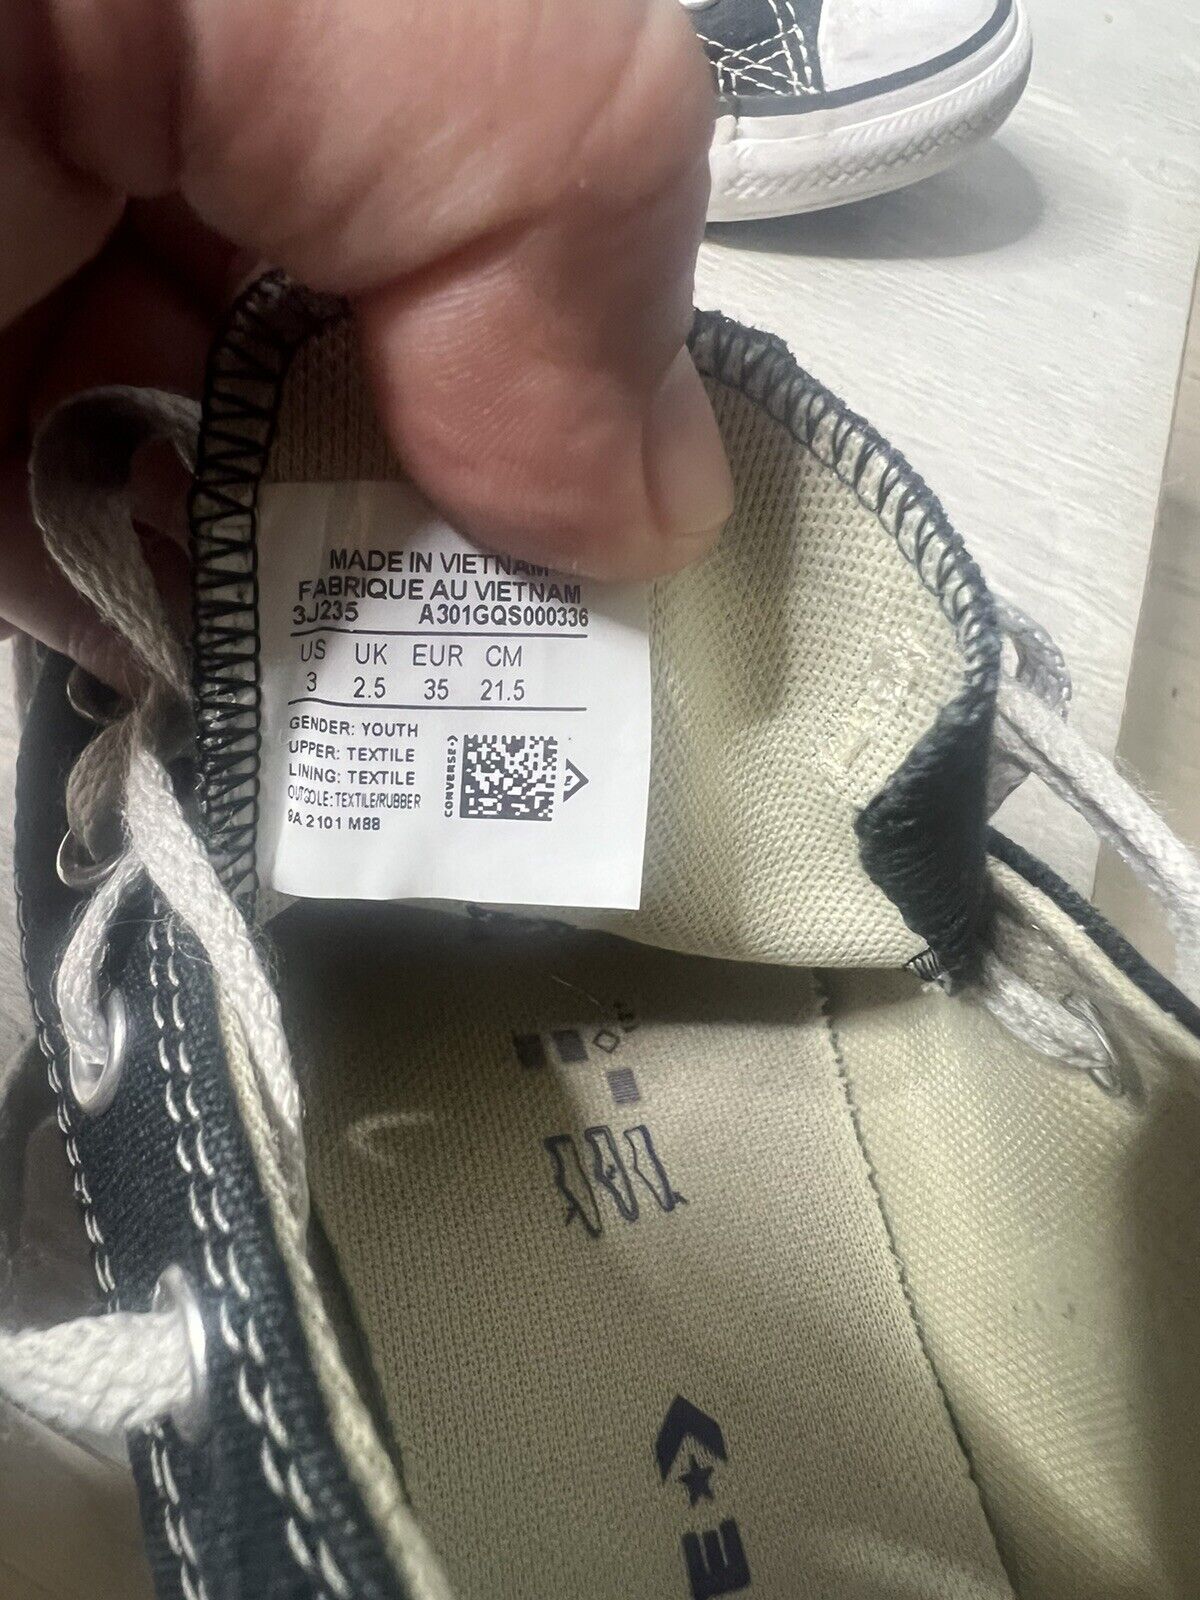 MADE IN VIETNAM
FABRIQUE AU VIETNAM
3J235 A301GQS000336
US UK EUR CM
3 2.5 35 21.5
GENDER: YOUTH
UPPER: TEXTILE
LINING: TEXTILE
OUTSOLE: TEXTILE/RUBBER
9A 2101 M88
CONVERSE